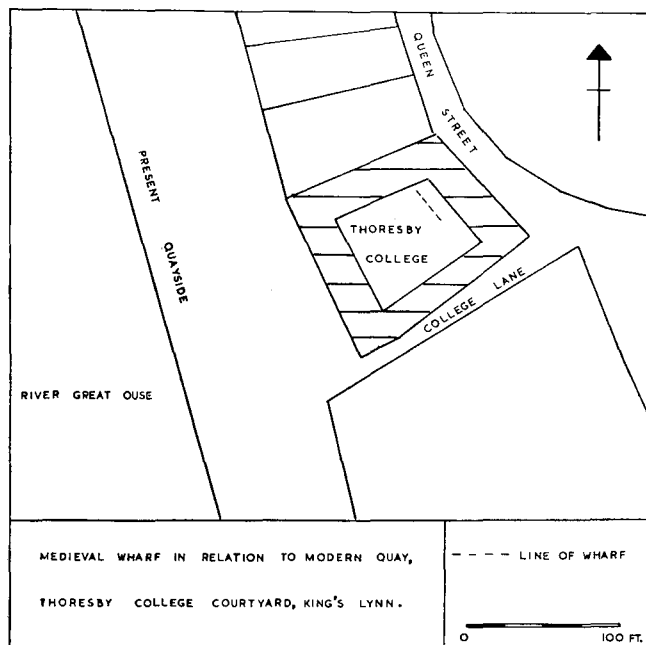 QUEEN
STREET
PRESENT
QUAYSIDE
THORESBY
COLLEGE
COLLEGE LANE
RIVER GREAT OUSE
MEDIEVAL WHARF IN RELATION TO MODERN QUAY,
THORESBY COLLEGE COURTYARD, KING'S LYNN.
LINE OF WHARF
0 100 FT.